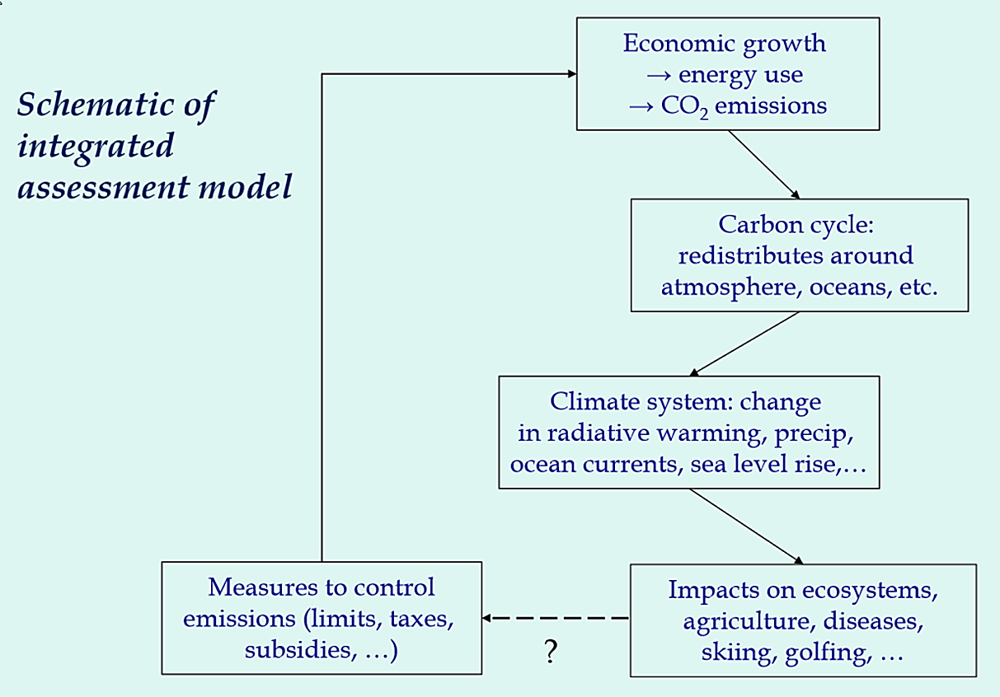 Schematic of
integrated
assessment model
Economic growth
→ energy use
→ CO₂ emissions
Carbon cycle:
redistributes around
atmosphere, oceans, etc.
Climate system: change
in radiative warming, precip,
ocean currents, sea level rise,…
Impacts on ecosystems,
agriculture, diseases,
skiing, golfing, …
?
Measures to control
emissions (limits, taxes,
subsidies, …)